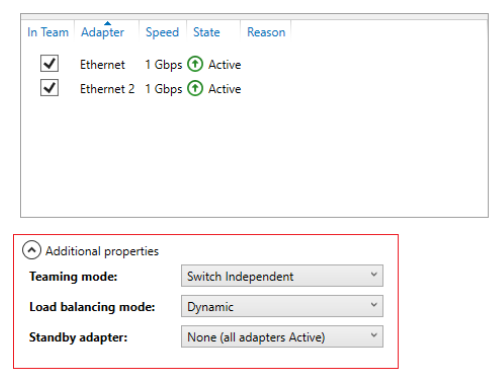 In Team Adapter Speed State Reason
Ethernet 1 Gbps Active
Ethernet 2 1 Gbps Active
Additional properties
Teaming mode: Switch Independent
Load balancing mode: Dynamic
Standby adapter: None (all adapters Active)